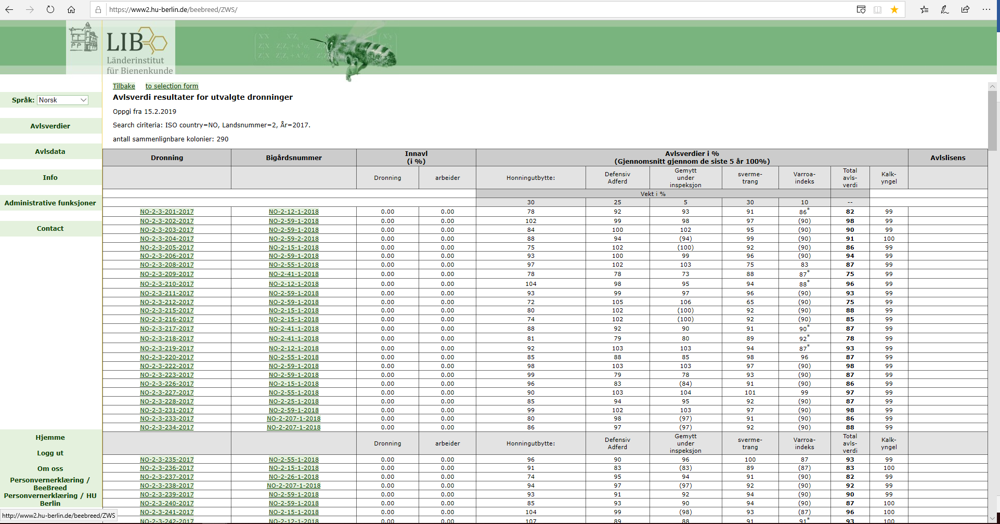 https://www2.hu-berlin.de/beebreed/ZWS/
LIB
Länderinstitut
für Bienenkunde
Språk: Norsk
Avlsverdier
Avlsdata
Info
Administrative funksjoner
Contact
Hjemme
Logg ut
Om oss
Personvernerklæring /
BeeBreed
Personvernerklæring / HU
Berlin
http://www2.hu-berlin.de/beebreed/ZWS
Tilbake to selection form
Avlsverdi resultater for utvalgte dronninger
Oppgi fra 15.2.2019
Search ciriteria: ISO country=NO, Landsnummer=2, År=2017.
antall sammenlignbare kolonier: 290
Dronning Bigårdsnummer Innavl (i %) Avlsverdier i % (Gjennomsnitt gjennom de siste 5 år 100%) Avlslisens
Dronning arbeider Honningutbytte: Defensiv Adferd Gemytt under inspeksjon sverme-trang Varroa-indeks Total avls-verdi Kalk-yngel
Vekt i %
30 25 5 30 10 --
NO-2-3-201-2017 NO-2-12-1-2018 0.00 0.00 78 92 93 91 86* 82 99
NO-2-3-202-2017 NO-2-59-1-2018 0.00 0.00 102 99 98 97 (90) 98 99
NO-2-3-203-2017 NO-2-59-1-2018 0.00 0.00 84 100 102 95 (90) 90 99
NO-2-3-204-2017 NO-2-59-2-2018 0.00 0.00 88 94 (94) 99 (90) 91 100
NO-2-3-205-2017 NO-2-15-1-2018 0.00 0.00 75 102 (100) 92 (90) 86 99
NO-2-3-206-2017 NO-2-59-1-2018 0.00 0.00 93 100 99 96 (90) 94 99
NO-2-3-208-2017 NO-2-55-1-2018 0.00 0.00 97 102 103 75 83 87 99
NO-2-3-209-2017 NO-2-41-1-2018 0.00 0.00 78 78 73 88 87* 75 99
NO-2-3-210-2017 NO-2-12-1-2018 0.00 0.00 104 98 95 94 88* 96 99
NO-2-3-211-2017 NO-2-59-1-2018 0.00 0.00 93 99 97 96 (90) 93 99
NO-2-3-212-2017 NO-2-59-1-2018 0.00 0.00 72 105 106 65 (90) 75 99
NO-2-3-215-2017 NO-2-15-1-2018 0.00 0.00 80 102 (100) 92 (90) 88 99
NO-2-3-216-2017 NO-2-15-1-2018 0.00 0.00 74 102 (100) 92 (90) 85 99
NO-2-3-217-2017 NO-2-41-1-2018 0.00 0.00 88 92 90 91 90* 87 99
NO-2-3-218-2017 NO-2-41-1-2018 0.00 0.00 81 79 80 89 92* 78 99
NO-2-3-219-2017 NO-2-12-1-2018 0.00 0.00 92 103 103 94 87* 93 99
NO-2-3-220-2017 NO-2-55-1-2018 0.00 0.00 85 88 85 98 96 87 99
NO-2-3-222-2017 NO-2-59-1-2018 0.00 0.00 98 103 103 97 (90) 98 99
NO-2-3-223-2017 NO-2-59-1-2018 0.00 0.00 99 79 78 93 (90) 87 99
NO-2-3-226-2017 NO-2-15-1-2018 0.00 0.00 96 83 (84) 91 (90) 86 99
NO-2-3-227-2017 NO-2-55-1-2018 0.00 0.00 90 103 104 101 99 97 99
NO-2-3-228-2017 NO-2-25-1-2018 0.00 0.00 85 94 95 92 (90) 87 99
NO-2-3-231-2017 NO-2-59-1-2018 0.00 0.00 99 102 103 97 (90) 98 99
NO-2-3-233-2017 NO-2-207-1-2018 0.00 0.00 80 98 (97) 91 (90) 86 99
NO-2-3-234-2017 NO-2-207-1-2018 0.00 0.00 86 97 (97) 92 (90) 88 99
Dronning arbeider Honningutbytte: Defensiv Adferd Gemytt under inspeksjon sverme-trang Varroa-indeks Total avls-verdi Kalk-yngel
NO-2-3-235-2017 NO-2-55-1-2018 0.00 0.00 96 90 96 100 87 93 99
NO-2-3-236-2017 NO-2-15-1-2018 0.00 0.00 91 83 (83) 89 (87) 83 100
NO-2-3-237-2017 NO-2-26-1-2018 0.00 0.00 74 95 94 91 (90) 82 99
NO-2-3-238-2017 NO-2-207-1-2018 0.00 0.00 94 97 (97) 92 (90) 92 99
NO-2-3-239-2017 NO-2-59-1-2018 0.00 0.00 93 91 92 94 (90) 90 99
NO-2-3-240-2017 NO-2-59-1-2018 0.00 0.00 85 93 90 94 (90) 87 100
NO-2-3-241-2017 NO-2-15-1-2018 0.00 0.00 104 99 (98) 93 (87) 96 100
NO-2-3-242-2017 NO-2-12-1-2018 0.00 0.00 107 89 88 91 91* 93 100